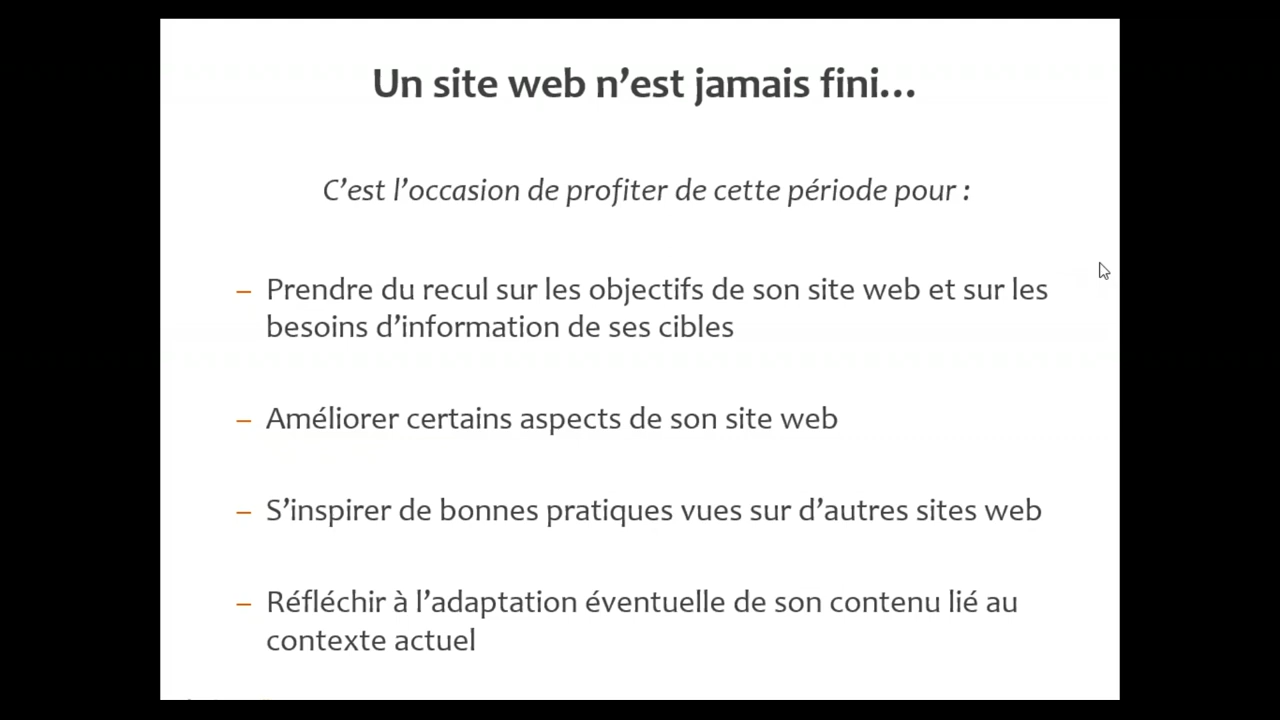 Un site web n’est jamais fini…
C’est l’occasion de profiter de cette période pour :
– Prendre du recul sur les objectifs de son site web et sur les
besoins d’information de ses cibles
– Améliorer certains aspects de son site web
– S’inspirer de bonnes pratiques vues sur d’autres sites web
– Réfléchir à l’adaptation éventuelle de son contenu lié au
contexte actuel